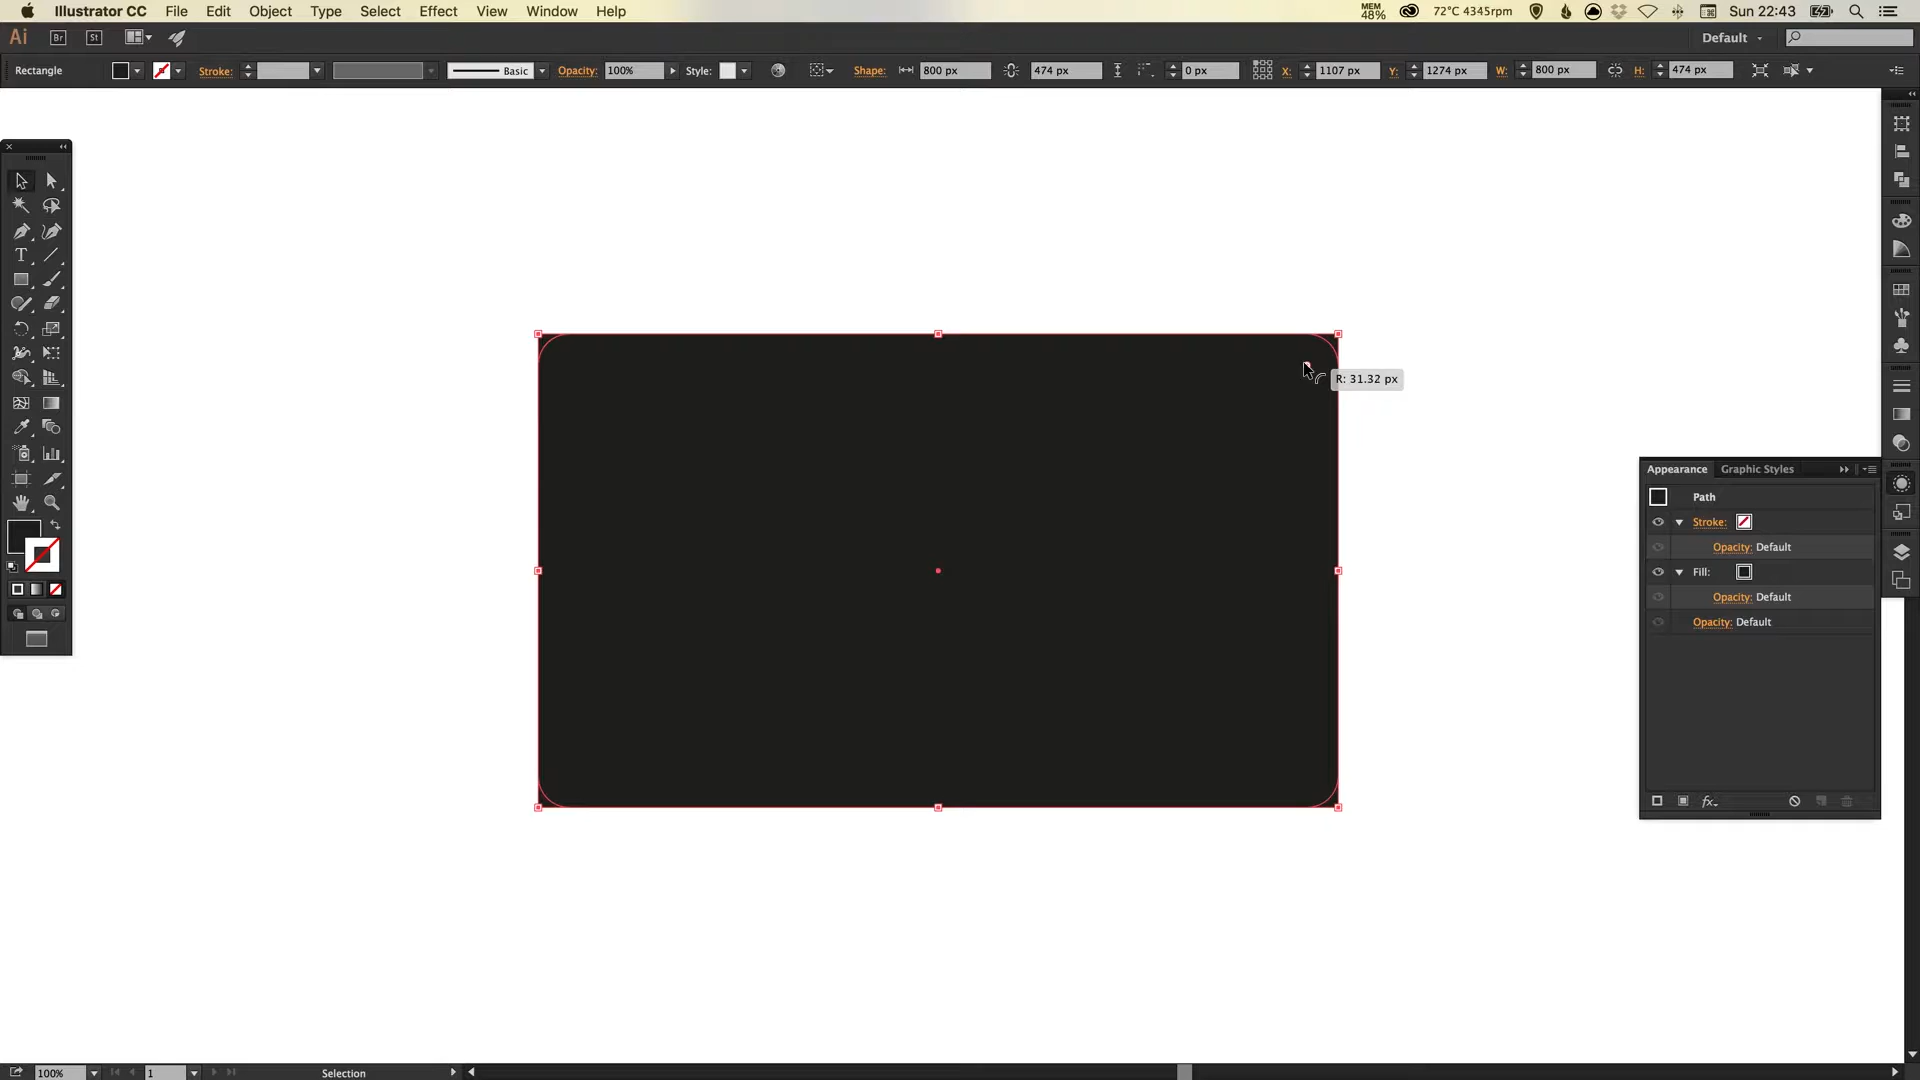 Illustrator CC File Edit Object Type Select Effect View Window Help MEM 48% 72°C 4345rpm Sun 22:43
Ai Br St Default
Rectangle Stroke: Basic Opacity: 100% Style: Shape: 800 px 474 px 0 px X: 1107 px Y: 1274 px W: 800 px H: 474 px
R: 31.32 px
Appearance Graphic Styles
Path
Stroke:
Opacity: Default
Fill:
Opacity: Default
Opacity: Default
fx
100% 1 Selection